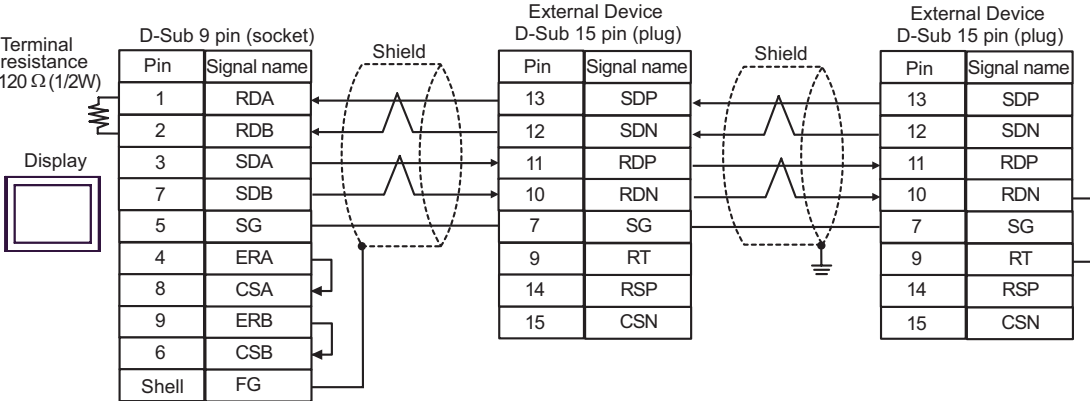 Terminal
resistance
120 Ω (1/2W)
Display
D-Sub 9 pin (socket)
Pin Signal name
1 RDA
2 RDB
3 SDA
7 SDB
5 SG
4 ERA
8 CSA
9 ERB
6 CSB
Shell FG
Shield
External Device
D-Sub 15 pin (plug)
Pin Signal name
13 SDP
12 SDN
11 RDP
10 RDN
7 SG
9 RT
14 RSP
15 CSN
Shield
External Device
D-Sub 15 pin (plug)
Pin Signal name
13 SDP
12 SDN
11 RDP
10 RDN
7 SG
9 RT
14 RSP
15 CSN